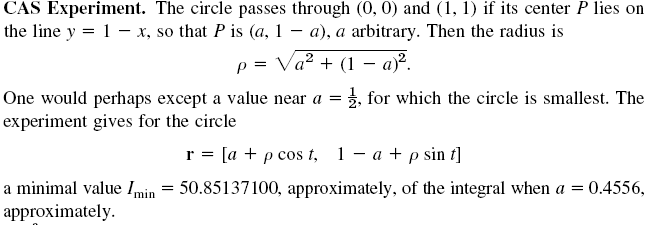 CAS Experiment. The circle passes through (0, 0) and (1, 1) if its center P lies on
the line y = 1 − x, so that P is (a, 1 − a), a arbitrary. Then the radius is
ρ = √a² + (1 − a)².
One would perhaps except a value near a = ½, for which the circle is smallest. The
experiment gives for the circle
r = [a + ρ cos t, 1 − a + ρ sin t]
a minimal value Imin = 50.85137100, approximately, of the integral when a = 0.4556,
approximately.